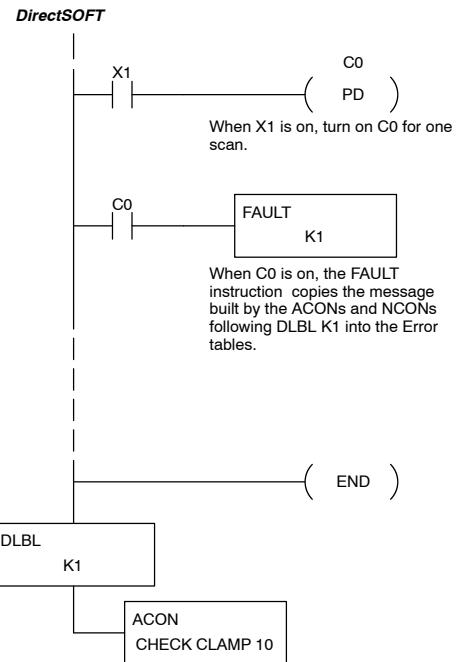 DirectSOFT
X1
C0
PD
When X1 is on, turn on C0 for one
scan.
C0
FAULT
K1
When C0 is on, the FAULT
instruction copies the message
built by the ACONs and NCONs
following DLBL K1 into the Error
tables.
END
DLBL
K1
ACON
CHECK CLAMP 10